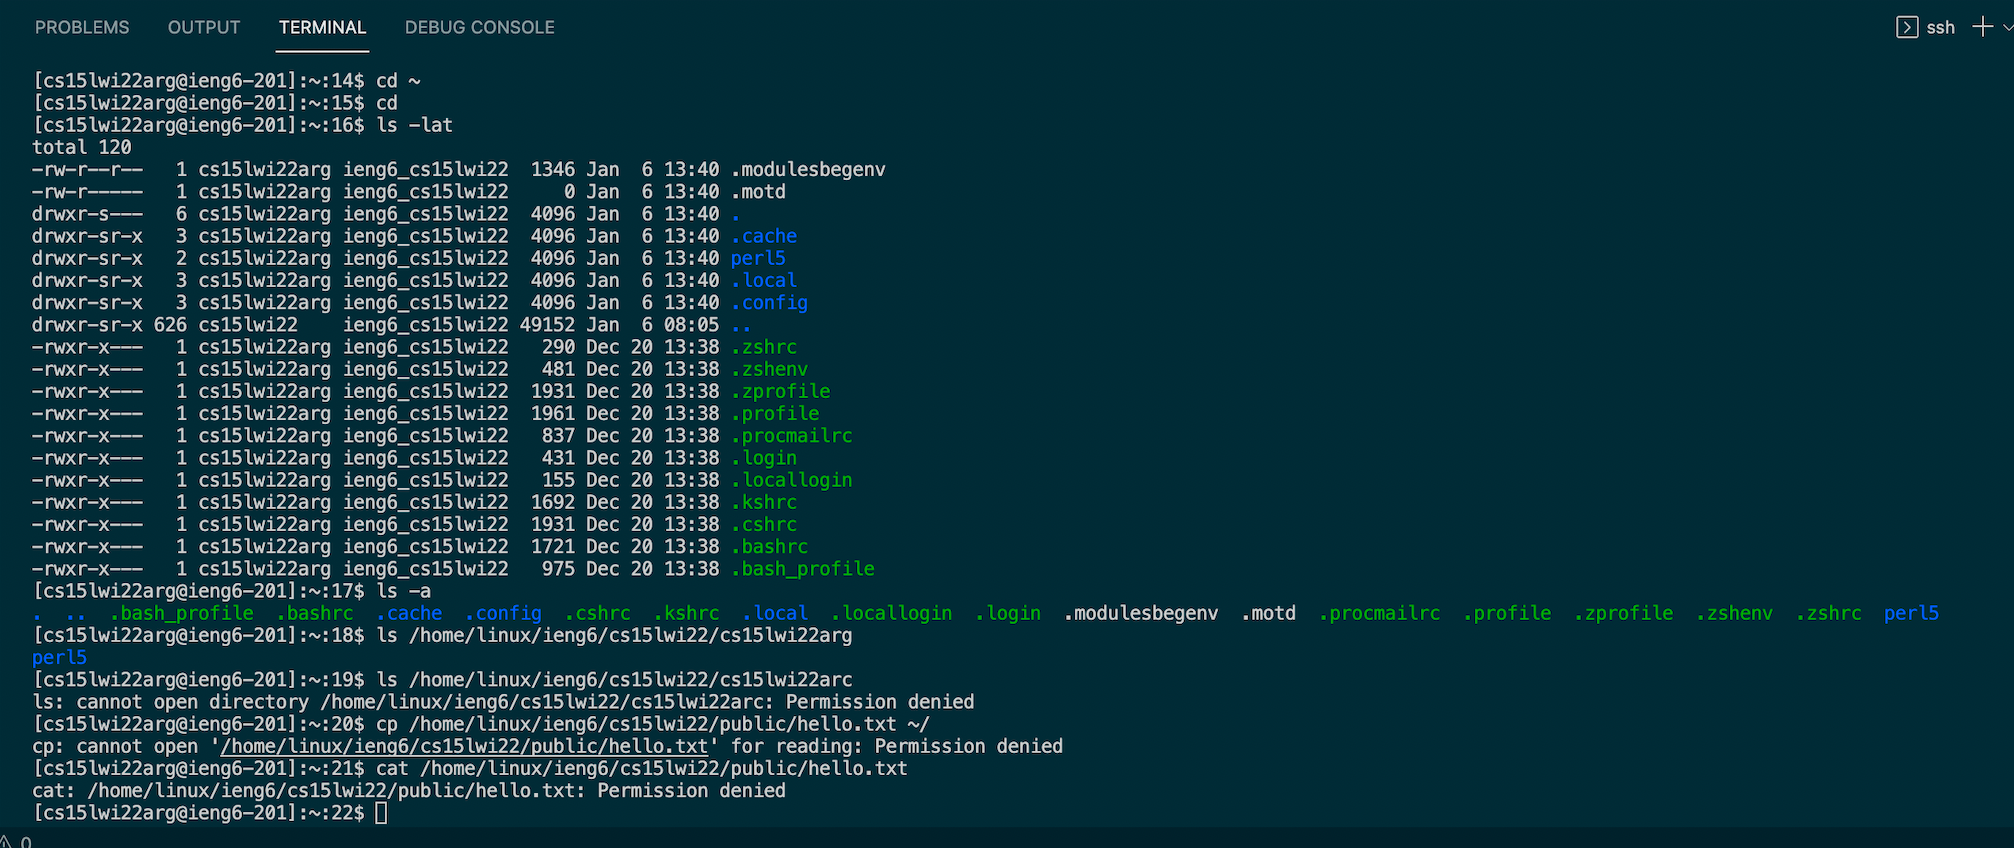 PROBLEMS OUTPUT TERMINAL DEBUG CONSOLE ssh
[cs15lwi22arg@ieng6-201]:~:14$ cd ~
[cs15lwi22arg@ieng6-201]:~:15$ cd
[cs15lwi22arg@ieng6-201]:~:16$ ls -lat
total 120
-rw-r--r--   1 cs15lwi22arg ieng6_cs15lwi22  1346 Jan  6 13:40 .modulesbegenv
-rw-r-----   1 cs15lwi22arg ieng6_cs15lwi22     0 Jan  6 13:40 .motd
drwxr-s---   6 cs15lwi22arg ieng6_cs15lwi22  4096 Jan  6 13:40 .
drwxr-sr-x   3 cs15lwi22arg ieng6_cs15lwi22  4096 Jan  6 13:40 .cache
drwxr-sr-x   2 cs15lwi22arg ieng6_cs15lwi22  4096 Jan  6 13:40 perl5
drwxr-sr-x   3 cs15lwi22arg ieng6_cs15lwi22  4096 Jan  6 13:40 .local
drwxr-sr-x   3 cs15lwi22arg ieng6_cs15lwi22  4096 Jan  6 13:40 .config
drwxr-sr-x 626 cs15lwi22    ieng6_cs15lwi22 49152 Jan  6 08:05 ..
-rwxr-x---   1 cs15lwi22arg ieng6_cs15lwi22   290 Dec 20 13:38 .zshrc
-rwxr-x---   1 cs15lwi22arg ieng6_cs15lwi22   481 Dec 20 13:38 .zshenv
-rwxr-x---   1 cs15lwi22arg ieng6_cs15lwi22  1931 Dec 20 13:38 .zprofile
-rwxr-x---   1 cs15lwi22arg ieng6_cs15lwi22  1961 Dec 20 13:38 .profile
-rwxr-x---   1 cs15lwi22arg ieng6_cs15lwi22   837 Dec 20 13:38 .procmailrc
-rwxr-x---   1 cs15lwi22arg ieng6_cs15lwi22   431 Dec 20 13:38 .login
-rwxr-x---   1 cs15lwi22arg ieng6_cs15lwi22   155 Dec 20 13:38 .locallogin
-rwxr-x---   1 cs15lwi22arg ieng6_cs15lwi22  1692 Dec 20 13:38 .kshrc
-rwxr-x---   1 cs15lwi22arg ieng6_cs15lwi22  1931 Dec 20 13:38 .cshrc
-rwxr-x---   1 cs15lwi22arg ieng6_cs15lwi22  1721 Dec 20 13:38 .bashrc
-rwxr-x---   1 cs15lwi22arg ieng6_cs15lwi22   975 Dec 20 13:38 .bash_profile
[cs15lwi22arg@ieng6-201]:~:17$ ls -a
.  ..  .bash_profile  .bashrc  .cache  .config  .cshrc  .kshrc  .local  .locallogin  .login  .modulesbegenv  .motd  .procmailrc  .profile  .zprofile  .zshenv  .zshrc  perl5
[cs15lwi22arg@ieng6-201]:~:18$ ls /home/linux/ieng6/cs15lwi22/cs15lwi22arg
perl5
[cs15lwi22arg@ieng6-201]:~:19$ ls /home/linux/ieng6/cs15lwi22/cs15lwi22arc
ls: cannot open directory /home/linux/ieng6/cs15lwi22/cs15lwi22arc: Permission denied
[cs15lwi22arg@ieng6-201]:~:20$ cp /home/linux/ieng6/cs15lwi22/public/hello.txt ~/
cp: cannot open '/home/linux/ieng6/cs15lwi22/public/hello.txt' for reading: Permission denied
[cs15lwi22arg@ieng6-201]:~:21$ cat /home/linux/ieng6/cs15lwi22/public/hello.txt
cat: /home/linux/ieng6/cs15lwi22/public/hello.txt: Permission denied
[cs15lwi22arg@ieng6-201]:~:22$
0